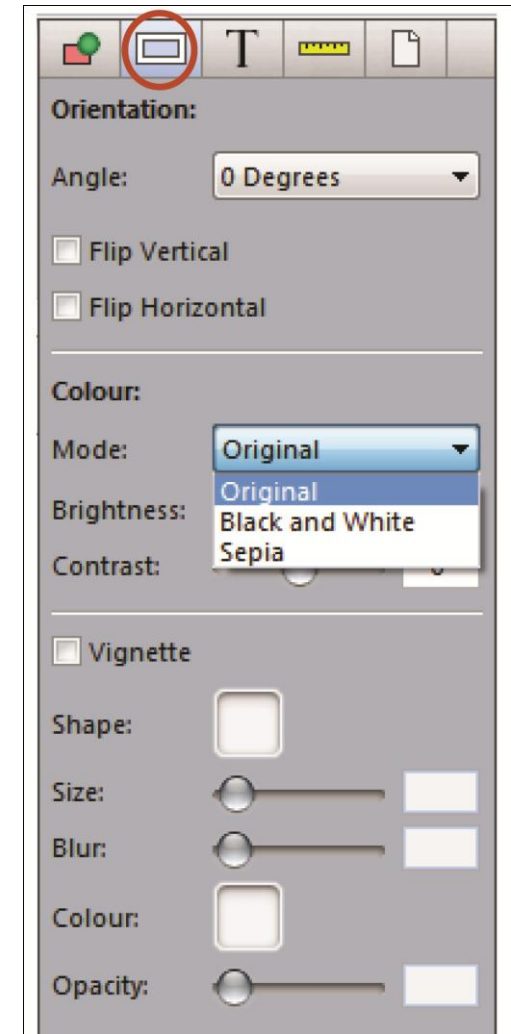 T
Orientation:
Angle: 0 Degrees
Flip Vertical
Flip Horizontal
Colour:
Mode: Original
Original
Brightness:
Black and White
Sepia
Contrast:
Vignette
Shape:
Size:
Blur:
Colour:
Opacity: